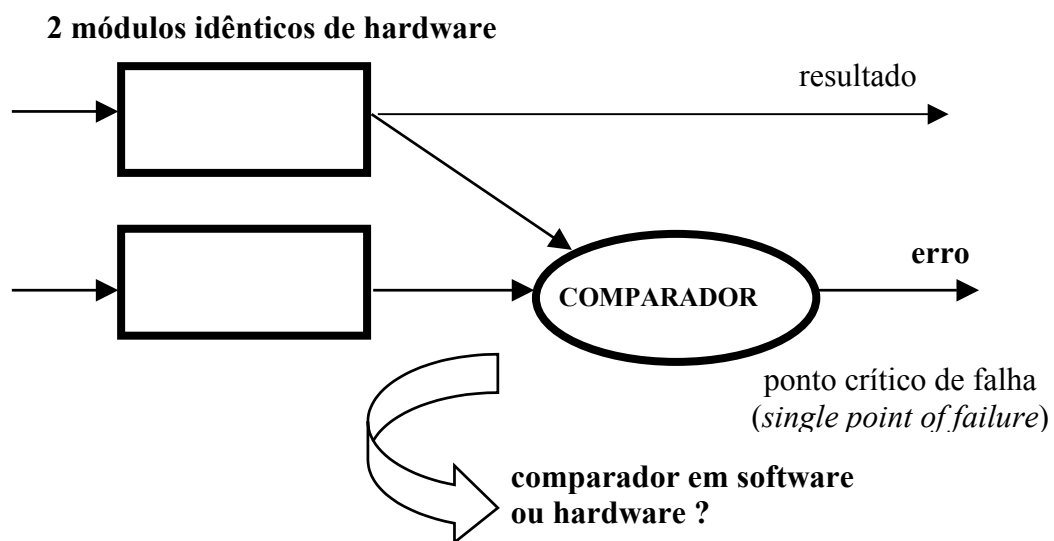 2 módulos idênticos de hardware
resultado
erro
COMPARADOR
ponto crítico de falha
(single point of failure)
comparador em software
ou hardware ?